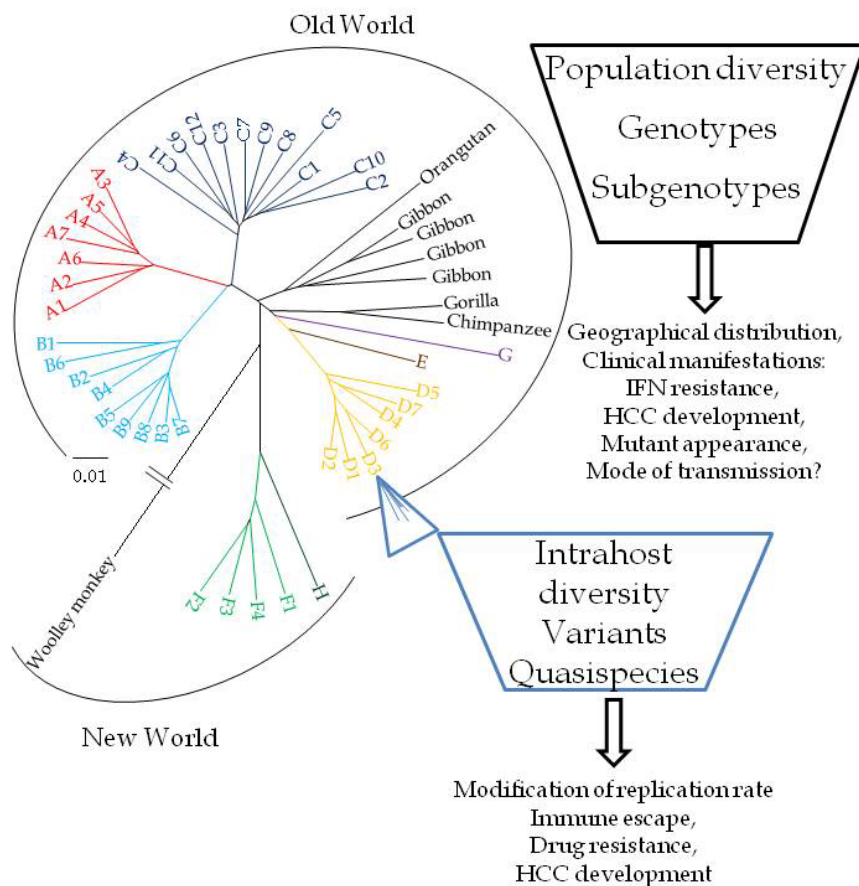 Old World
C4
C11
C6
C12
C3
C7
C9
C8
C5
C1
C10
C2
Orangutan
Gibbon
Gibbon
Gibbon
Gibbon
Gorilla
Chimpanzee
G
E
A3
A5
A4
A7
A6
A2
A1
B1
B6
B2
B4
B5
B9
B8
B3
B7
D5
D7
D4
D6
D3
D1
D2
0.01
Woolley monkey
F2
F3
F4
F1
H
New World
Population diversity
Genotypes
Subgenotypes
Geographical distribution,
Clinical manifestations:
IFN resistance,
HCC development,
Mutant appearance,
Mode of transmission?
Intrahost
diversity
Variants
Quasispecies
Modification of replication rate
Immune escape,
Drug resistance,
HCC development